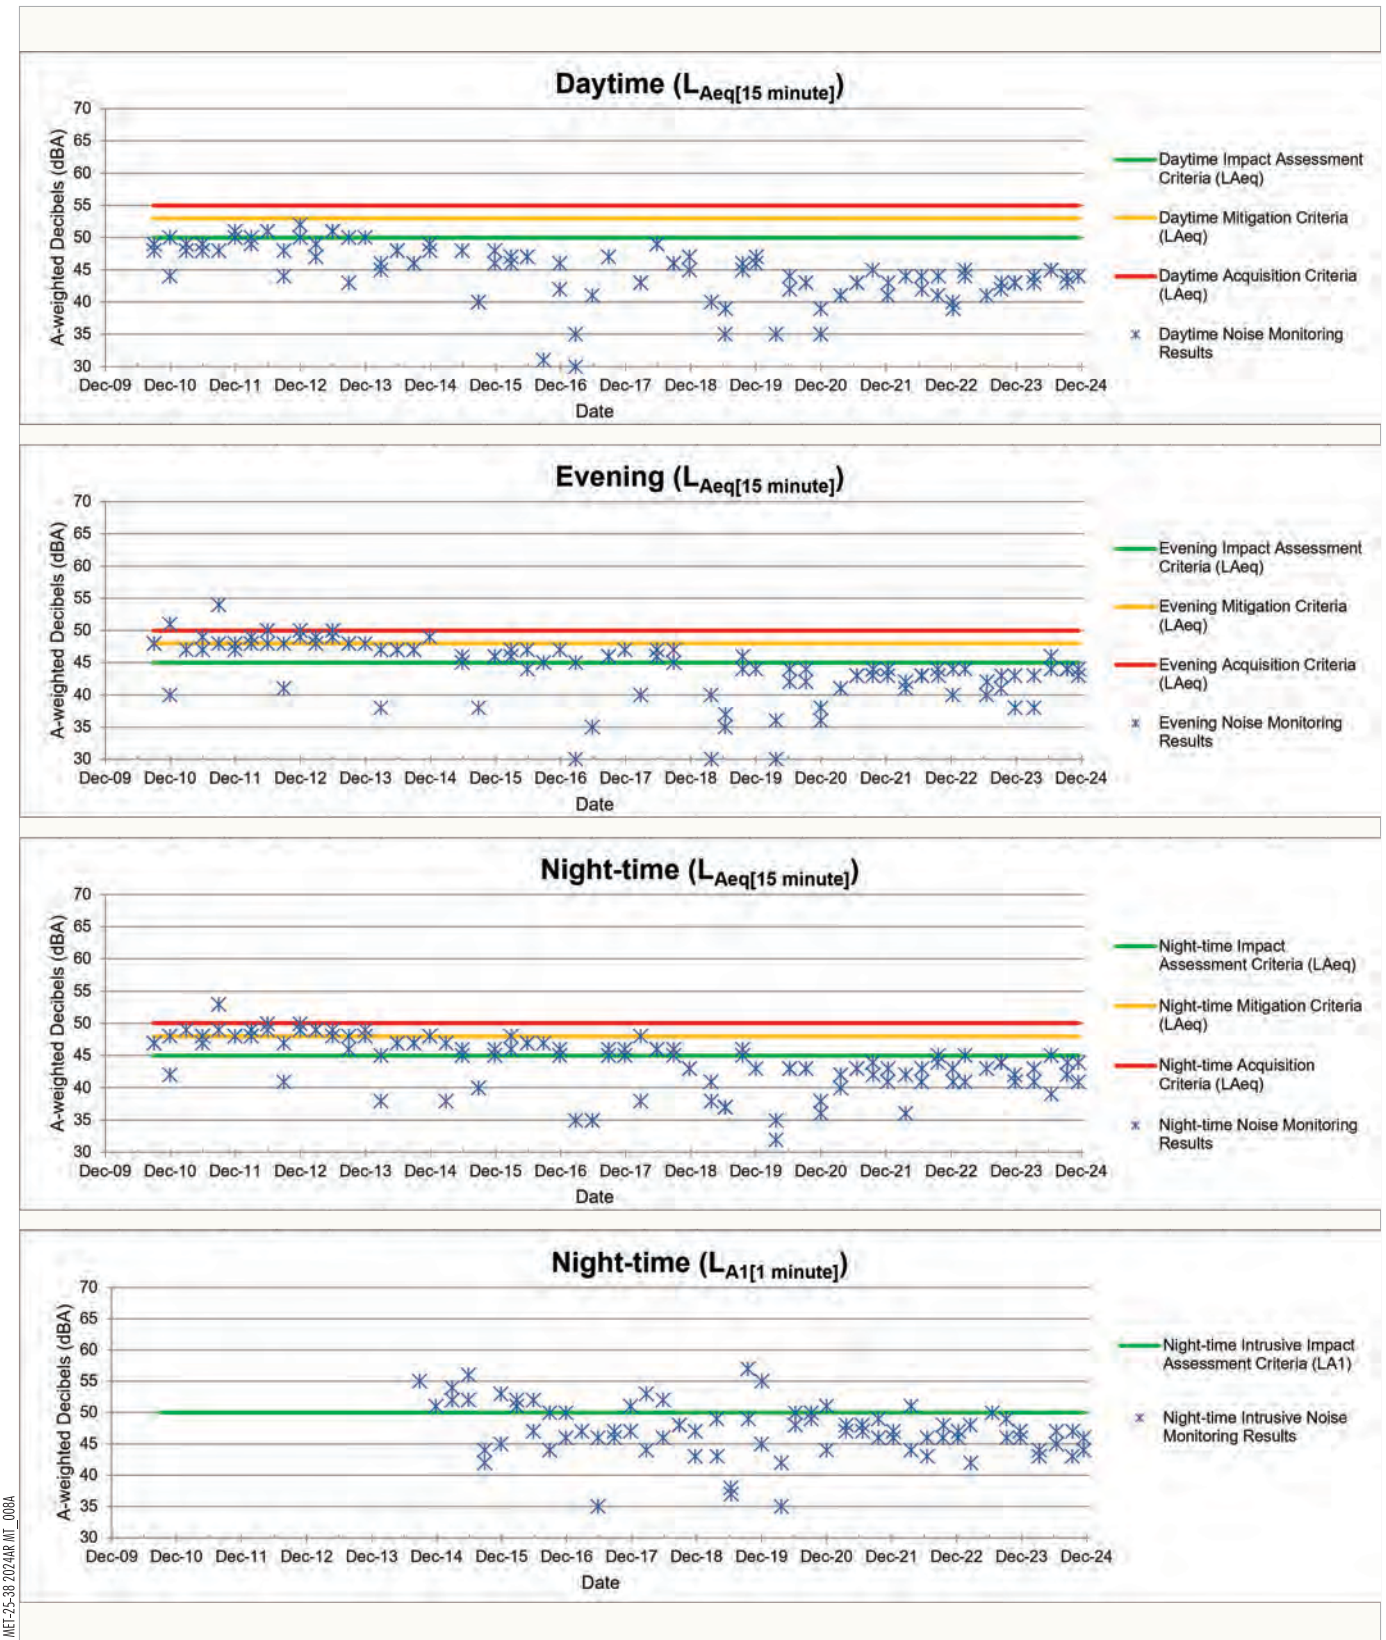 Daytime (LAeq[15 minute])
70
65
60
55
50
45
40
35
30
A-weighted Decibels (dBA)
Dec-09 Dec-10 Dec-11 Dec-12 Dec-13 Dec-14 Dec-15 Dec-16 Dec-17 Dec-18 Dec-19 Dec-20 Dec-21 Dec-22 Dec-23 Dec-24
Date
Daytime Impact Assessment
Criteria (LAeq)
Daytime Mitigation Criteria
(LAeq)
Daytime Acquisition Criteria
(LAeq)
Daytime Noise Monitoring
Results
Evening (LAeq[15 minute])
70
65
60
55
50
45
40
35
30
A-weighted Decibels (dBA)
Dec-09 Dec-10 Dec-11 Dec-12 Dec-13 Dec-14 Dec-15 Dec-16 Dec-17 Dec-18 Dec-19 Dec-20 Dec-21 Dec-22 Dec-23 Dec-24
Date
Evening Impact Assessment
Criteria (LAeq)
Evening Mitigation Criteria
(LAeq)
Evening Acquisition Criteria
(LAeq)
Evening Noise Monitoring
Results
Night-time (LAeq[15 minute])
70
65
60
55
50
45
40
35
30
A-weighted Decibels (dBA)
Dec-09 Dec-10 Dec-11 Dec-12 Dec-13 Dec-14 Dec-15 Dec-16 Dec-17 Dec-18 Dec-19 Dec-20 Dec-21 Dec-22 Dec-23 Dec-24
Date
Night-time Impact
Assessment Criteria (LAeq)
Night-time Mitigation Criteria
(LAeq)
Night-time Acquisition
Criteria (LAeq)
Night-time Noise Monitoring
Results
Night-time (LA1[1 minute])
70
65
60
55
50
45
40
35
30
A-weighted Decibels (dBA)
Dec-09 Dec-10 Dec-11 Dec-12 Dec-13 Dec-14 Dec-15 Dec-16 Dec-17 Dec-18 Dec-19 Dec-20 Dec-21 Dec-22 Dec-23 Dec-24
Date
Night-time Intrusive Impact
Assessment Criteria (LA1)
Night-time Intrusive Noise
Monitoring Results
MET-25-38 2024AR MT_008A